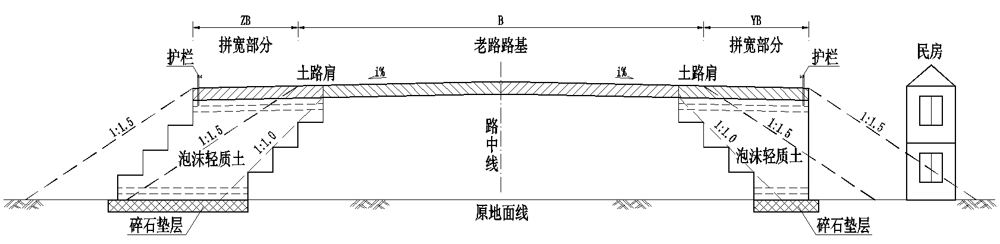 ZB
B
YB
拼宽部分
老路路基
拼宽部分
护栏
护栏
民房
土路肩
i%
i%
土路肩
1:1.5
1:1.5
1:1.0
路中线
1:1.0
1:1.5
1:1.5
泡沫轻质土
泡沫轻质土
原地面线
碎石垫层
碎石垫层